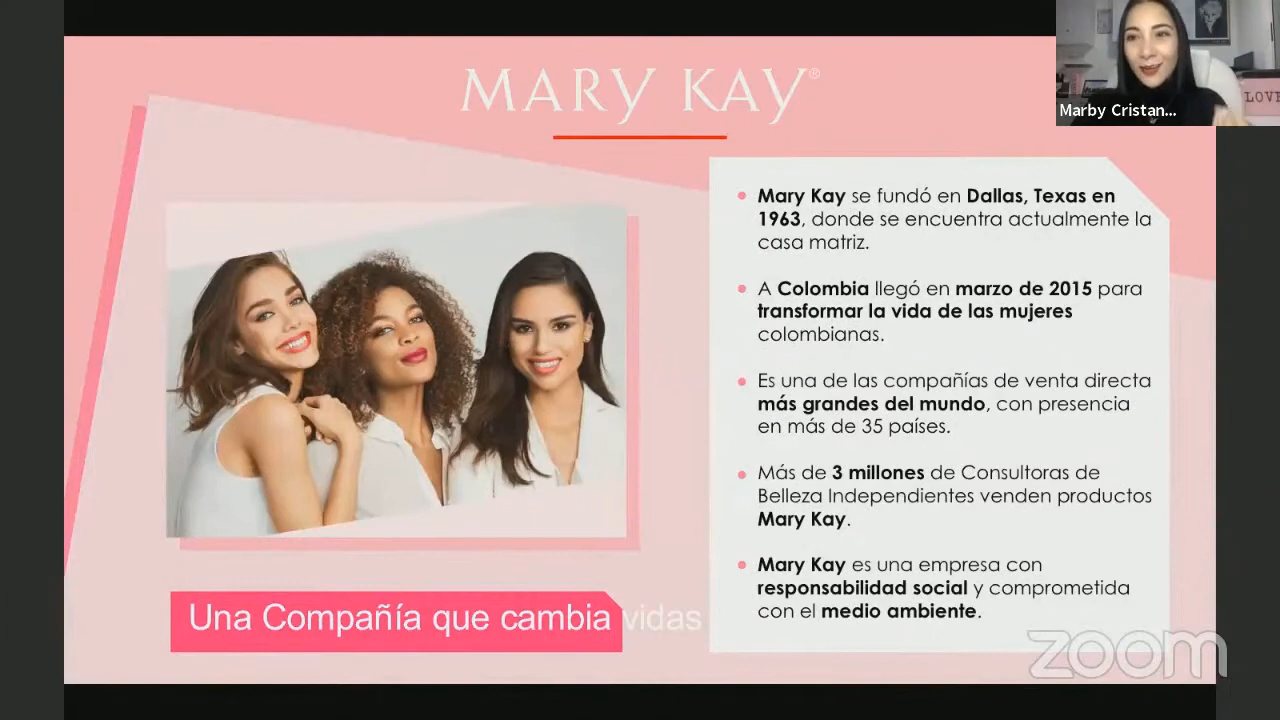 MARY KAY®
LOVE
Marby Cristan...
Mary Kay se fundó en Dallas, Texas en
1963, donde se encuentra actualmente la
casa matriz.
A Colombia llegó en marzo de 2015 para
transformar la vida de las mujeres
colombianas.
Es una de las compañías de venta directa
más grandes del mundo, con presencia
en más de 35 países.
Más de 3 millones de Consultoras de
Belleza Independientes venden productos
Mary Kay.
Mary Kay es una empresa con
responsabilidad social y comprometida
con el medio ambiente.
Una Compañía que cambia vidas
zoom